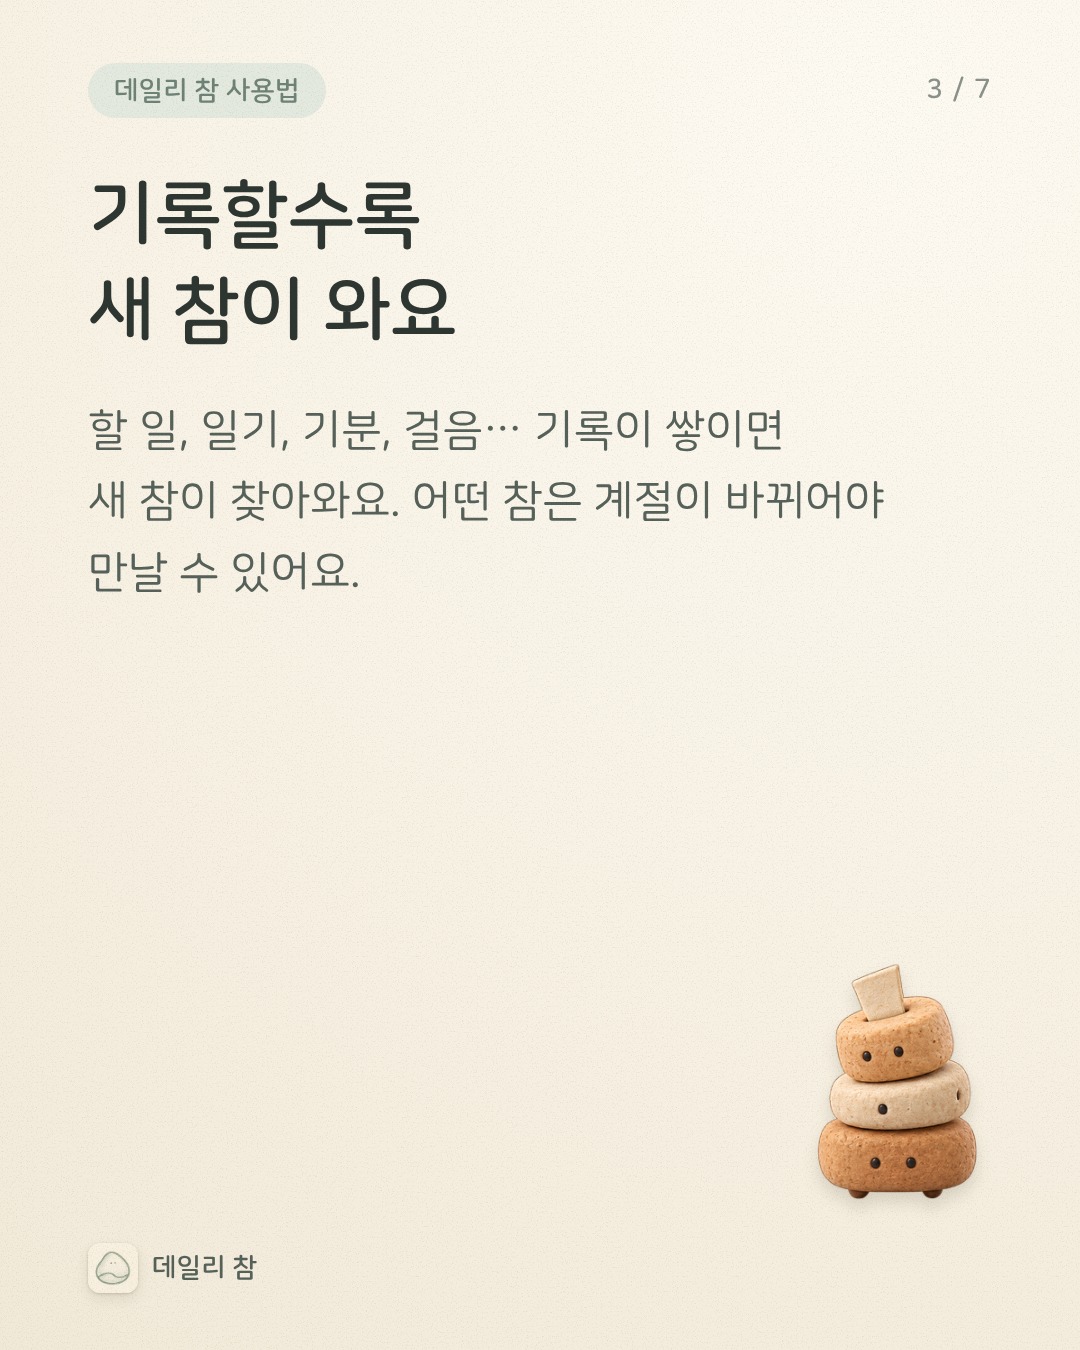 데일리 참 사용법
3 / 7
기록할수록
새 참이 와요
할 일, 일기, 기분, 걸음… 기록이 쌓이면
새 참이 찾아와요. 어떤 참은 계절이 바뀌어야
만날 수 있어요.
데일리 참